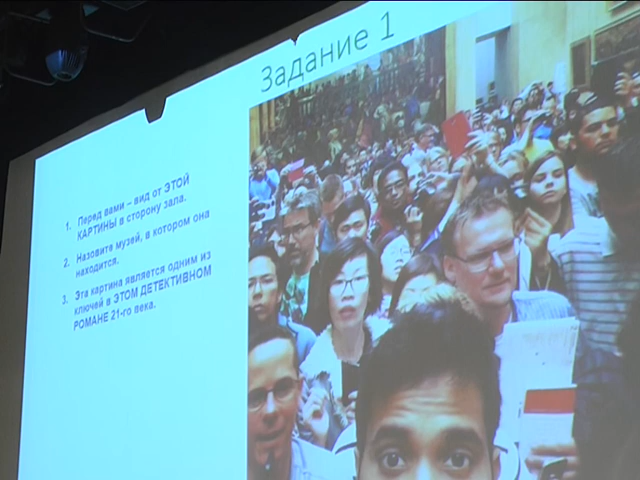 Задание 1
1. Перед вами – вид от ЭТОЙ
КАРТИНЫ в сторону зала.
2. Назовите музей, в котором она
находится.
3. Эта картина является одним из
ключей в ЭТОМ ДЕТЕКТИВНОМ
РОМАНЕ 21-го века.